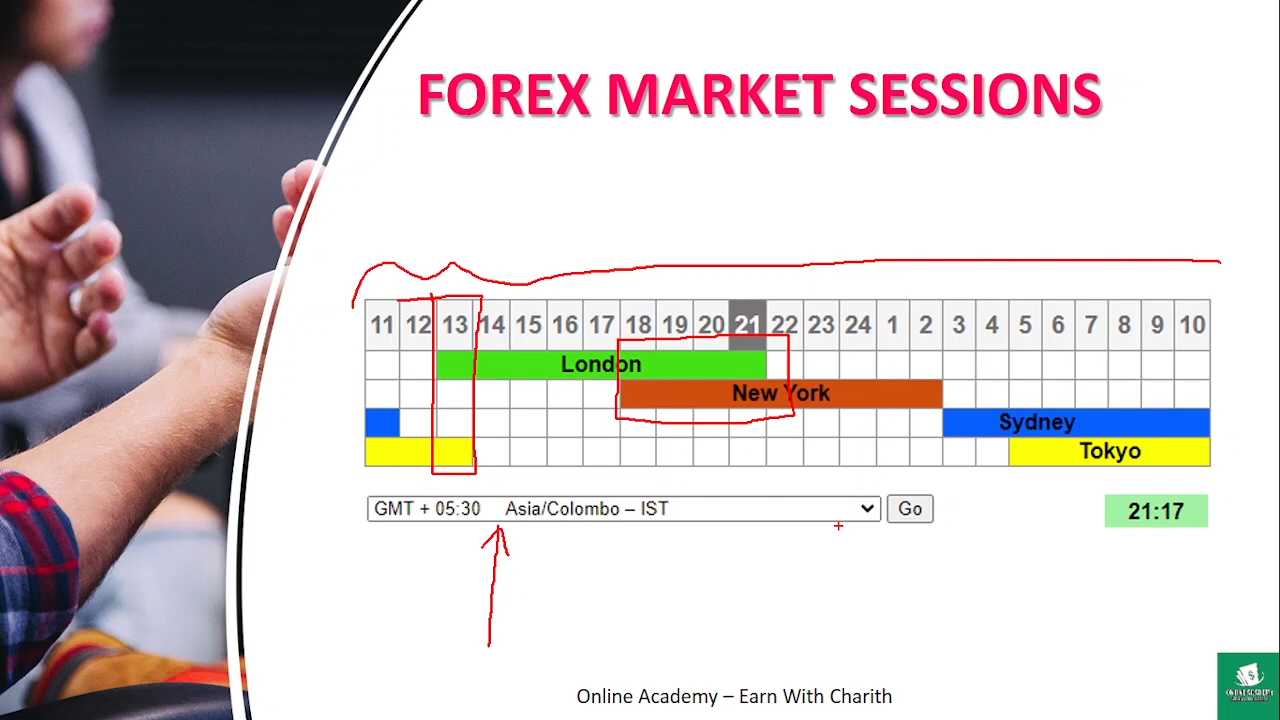 FOREX MARKET SESSIONS
11 12 13 14 15 16 17 18 19 20 21 22 23 24 1 2 3 4 5 6 7 8 9 10
London
New York
Sydney
Tokyo
GMT + 05:30 Asia/Colombo – IST Go 21:17
Online Academy – Earn With Charith
ONLINE ACADEMY